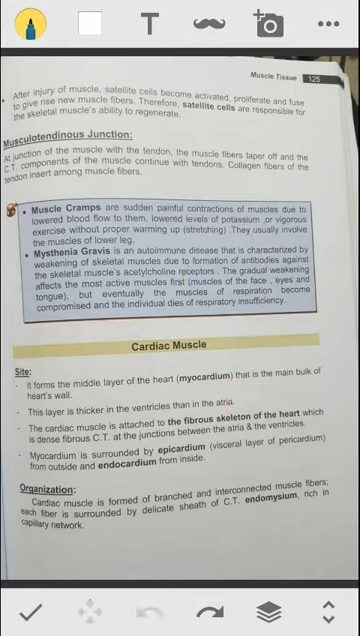 T
Muscle Tissue 125
• After injury of muscle, satellite cells become activated, proliferate and fuse
to give rise new muscle fibers. Therefore, satellite cells are responsible for
the skeletal muscle's ability to regenerate.
Musculotendinous Junction:
At junction of the muscle with the tendon, the muscle fibers taper off and the
C.T. components of the muscle continue with tendons. Collagen fibers of the
tendon insert among muscle fibers.
• Muscle Cramps are sudden painful contractions of muscles due to
lowered blood flow to them, lowered levels of potassium ,or vigorous
exercise without proper warming up (stretching) .They usually involve
the muscles of lower leg.
• Mysthenia Gravis is an autoimmune disease that is characterized by
weakening of skeletal muscles due to formation of antibodies against
the skeletal muscle's acetylcholine receptors . The gradual weakening
affects the most active muscles first (muscles of the face , eyes and
tongue), but eventually the muscles of respiration become
compromised and the individual dies of respiratory insufficiency.
Cardiac Muscle
Site:
- It forms the middle layer of the heart (myocardium) that is the main bulk of
heart's wall.
- This layer is thicker in the ventricles than in the atria.
- The cardiac muscle is attached to the fibrous skeleton of the heart which
is dense fibrous C.T. at the junctions between the atria & the ventricles.
- Myocardium is surrounded by epicardium (visceral layer of pericardium)
from outside and endocardium from inside.
Organization:
Cardiac muscle is formed of branched and interconnected muscle fibers;
each fiber is surrounded by delicate sheath of C.T. endomysium, rich in
capillary network.